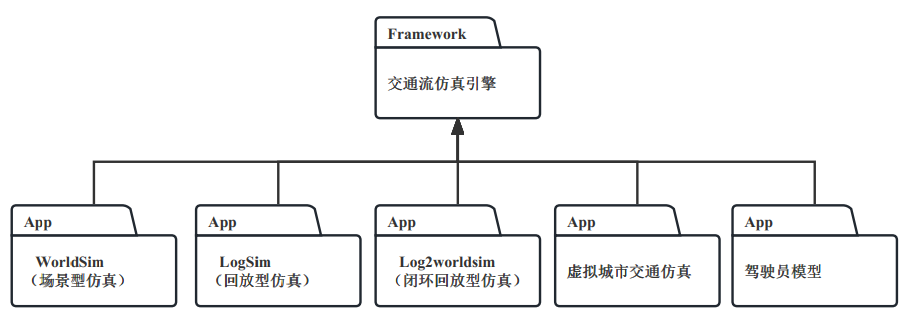 Framework
交通流仿真引擎
App
WorldSim
（场景型仿真）
App
LogSim
（回放型仿真）
App
Log2worldsim
（闭环回放型仿真）
App
虚拟城市交通仿真
App
驾驶员模型